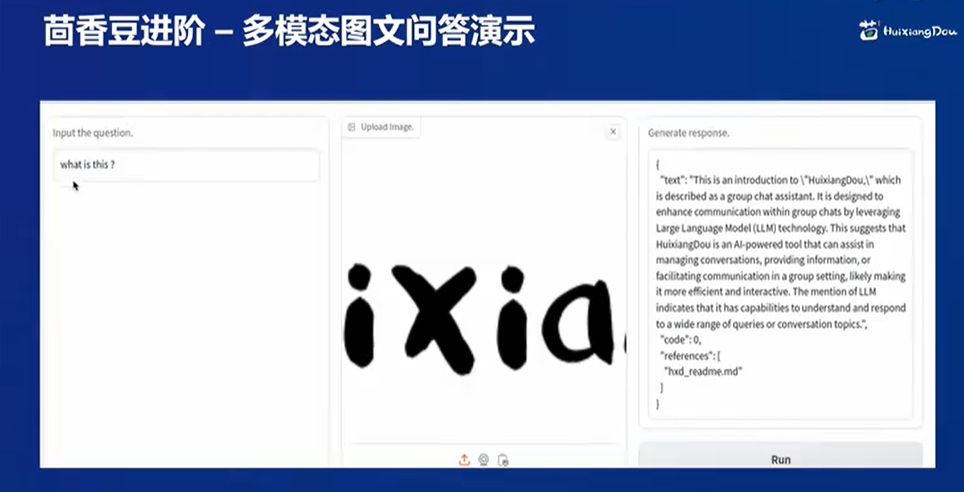 茴香豆进阶 – 多模态图文问答演示
HuixiangDou
Input the question.
what is this ?
Upload Image.
ixia
Generate response.
{
"text": "This is an introduction to \"HuixiangDou,\" which
is described as a group chat assistant. It is designed to
enhance communication within group chats by leveraging
Large Language Model (LLM) technology. This suggests that
HuixiangDou is an AI-powered tool that can assist in
managing conversations, providing information, or
facilitating communication in a group setting, likely making
it more efficient and interactive. The mention of LLM
indicates that it has capabilities to understand and respond
to a wide range of queries or conversation topics.",
"code": 0,
"references": [
"hxd_readme.md"
]
}
Run